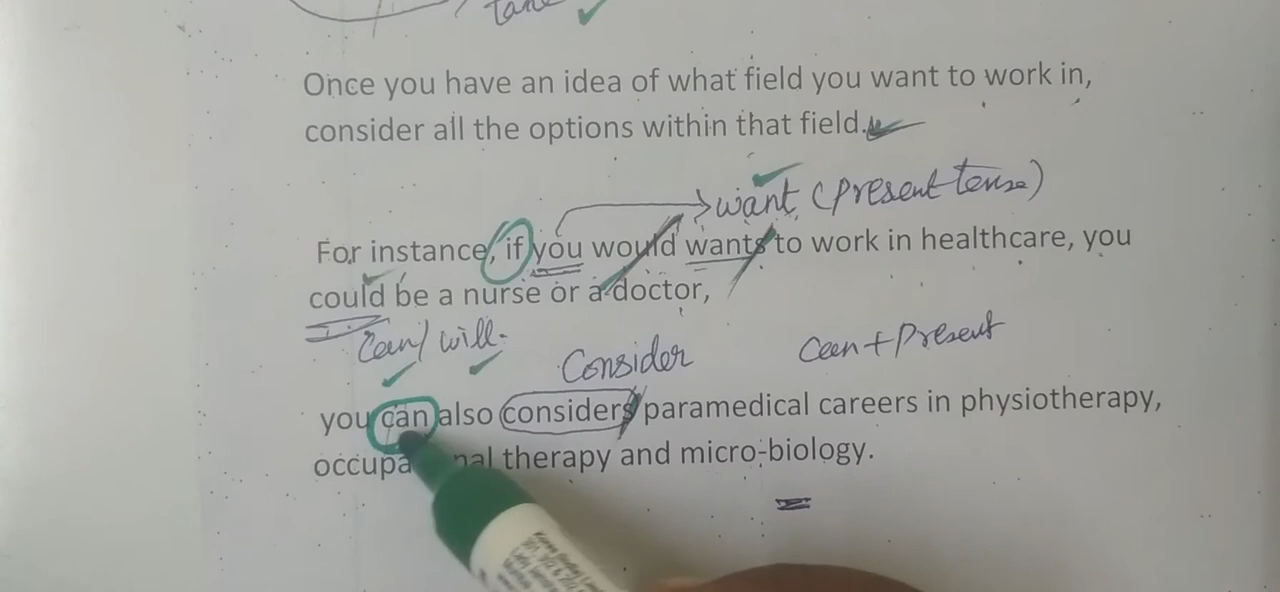 Once you have an idea of what field you want to work in,
consider all the options within that field.
want (present tense)
For instance, if you would wants to work in healthcare, you
could be a nurse or a doctor,
Can/ will.
Consider
Can + Present
you can also considers paramedical careers in physiotherapy,
therapy and micro-biology.